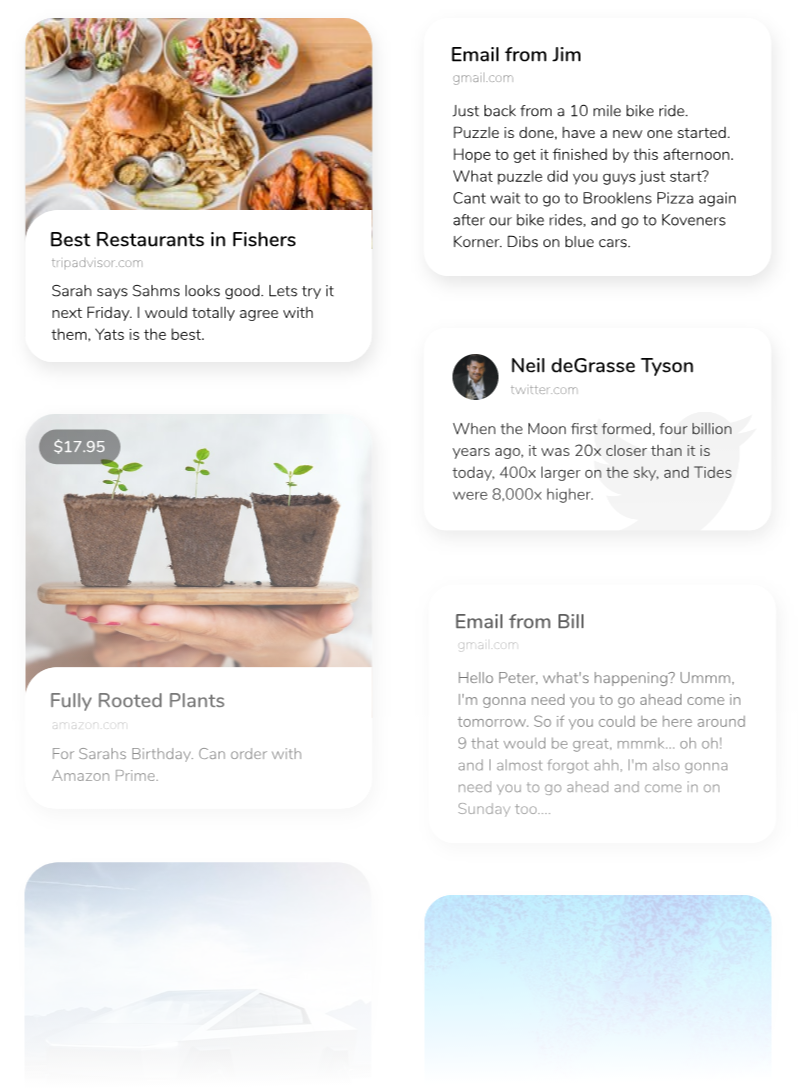 Best Restaurants in Fishers
tripadvisor.com
Sarah says Sahms looks good. Lets try it
next Friday. I would totally agree with
them, Yats is the best.
$17.95
Fully Rooted Plants
amazon.com
For Sarahs Birthday. Can order with
Amazon Prime.
Email from Jim
gmail.com
Just back from a 10 mile bike ride.
Puzzle is done, have a new one started.
Hope to get it finished by this afternoon.
What puzzle did you guys just start?
Cant wait to go to Brooklens Pizza again
after our bike rides, and go to Koveners
Korner. Dibs on blue cars.
Neil deGrasse Tyson
twitter.com
When the Moon first formed, four billion
years ago, it was 20x closer than it is
today, 400x larger on the sky, and Tides
were 8,000x higher.
Email from Bill
gmail.com
Hello Peter, what's happening? Ummm,
I'm gonna need you to go ahead come in
tomorrow. So if you could be here around
9 that would be great, mmmk... oh oh!
and I almost forgot ahh, I'm also gonna
need you to go ahead and come in on
Sunday too....